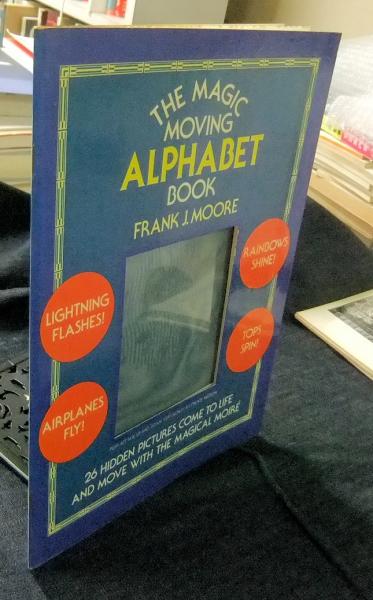 THE MAGIC
MOVING
ALPHABET
BOOK
FRANK J. MOORE
RAINBOWS
SHINE!
LIGHTNING
FLASHES!
TOPS
SPIN!
AIRPLANES
FLY!
26 HIDDEN PICTURES COME TO LIFE
AND MOVE WITH THE MAGICAL MOIRÉ